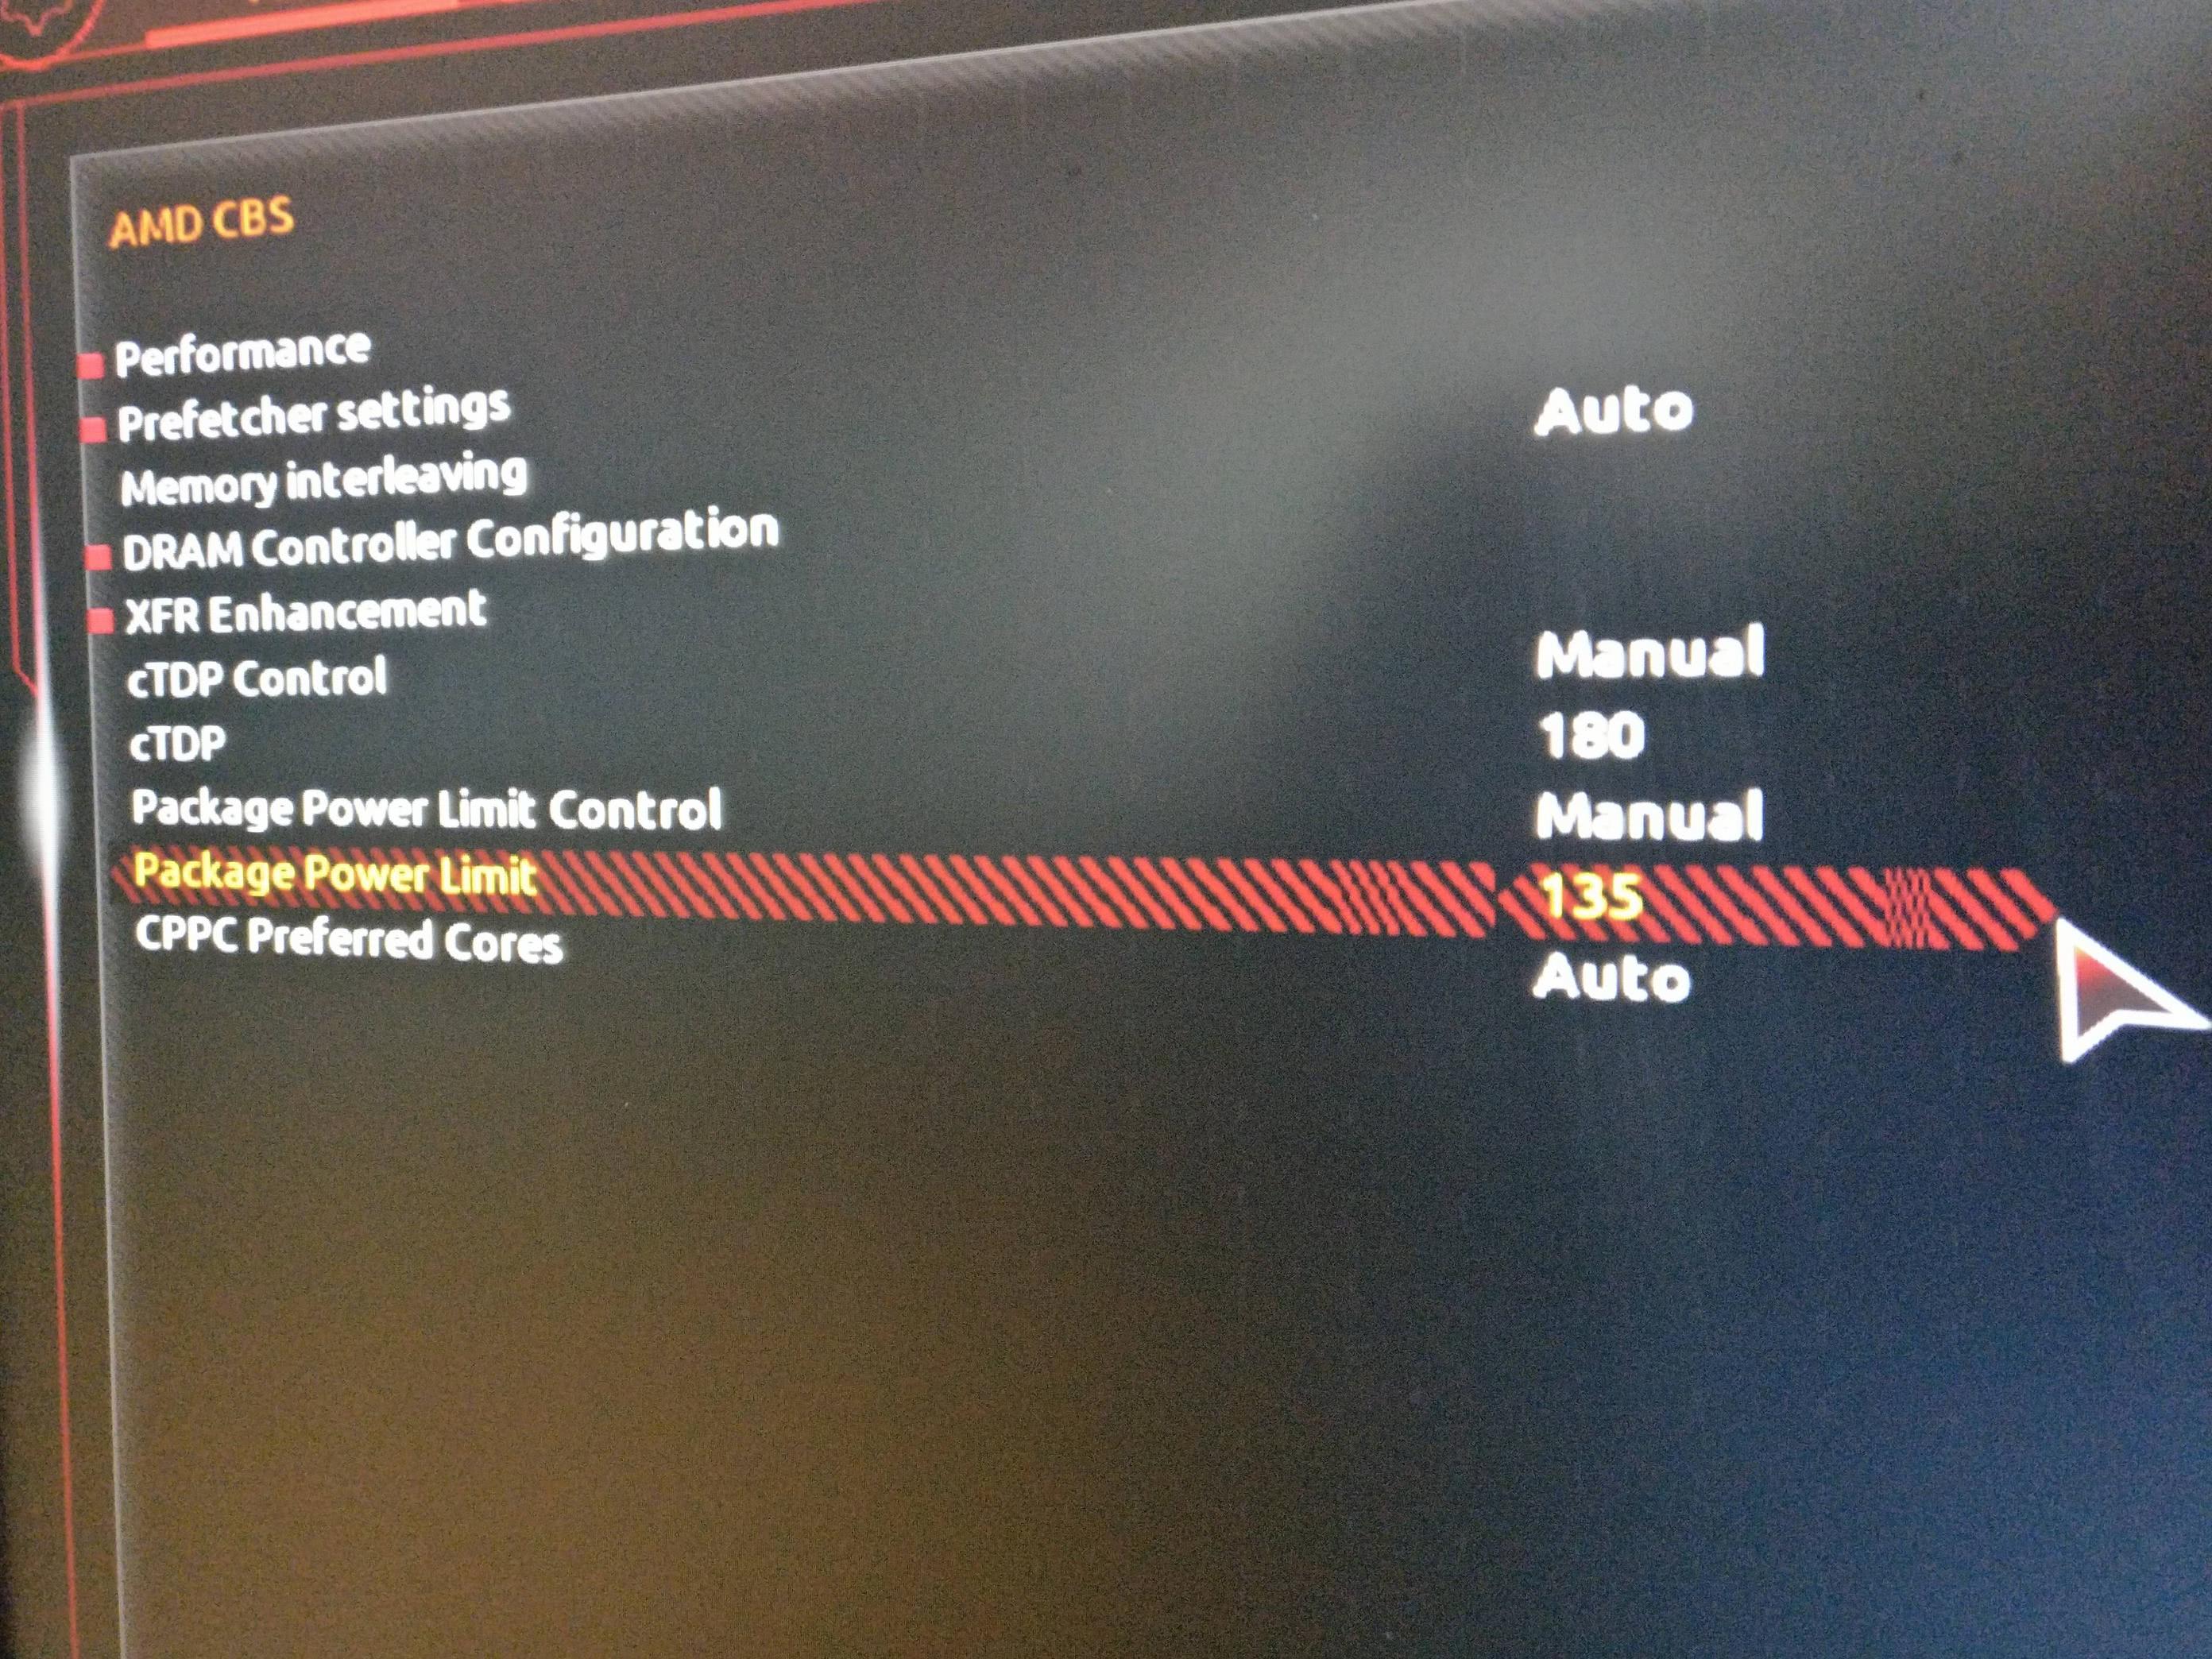 AMD CBS
Performance
Prefetcher settings
Memory interleaving Auto
DRAM Controller Configuration
XFR Enhancement
cTDP Control Manual
cTDP 180
Package Power Limit Control Manual
Package Power Limit 135
CPPC Preferred Cores Auto